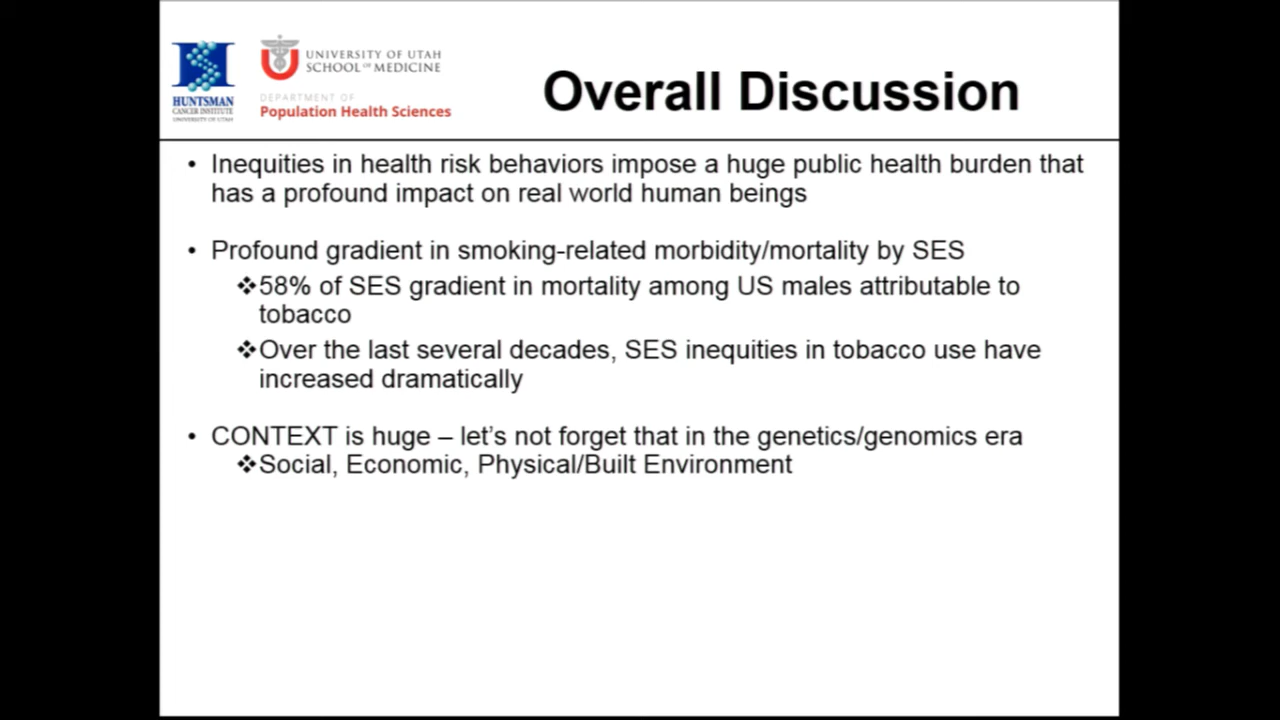 HUNTSMAN
CANCER INSTITUTE
UNIVERSITY OF UTAH
UNIVERSITY OF UTAH
SCHOOL OF MEDICINE
DEPARTMENT OF
Population Health Sciences
Overall Discussion
• Inequities in health risk behaviors impose a huge public health burden that
has a profound impact on real world human beings
• Profound gradient in smoking-related morbidity/mortality by SES
❖58% of SES gradient in mortality among US males attributable to
tobacco
❖Over the last several decades, SES inequities in tobacco use have
increased dramatically
• CONTEXT is huge – let’s not forget that in the genetics/genomics era
❖Social, Economic, Physical/Built Environment